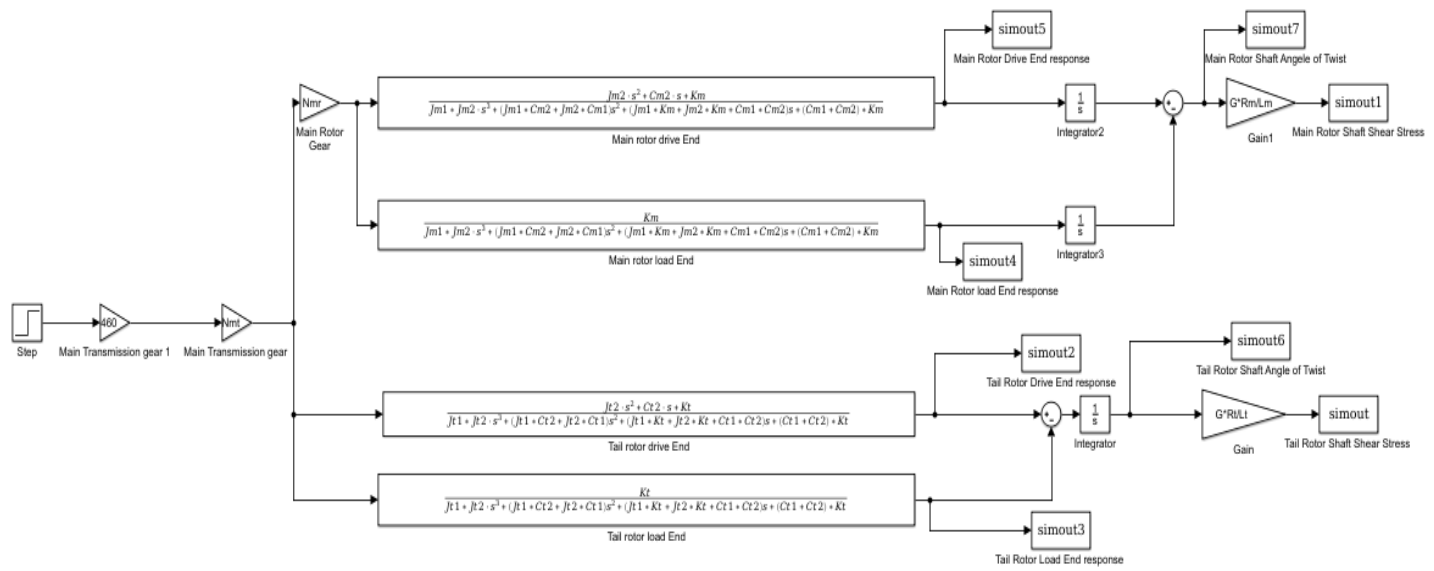 simout5
Main Rotor Drive End response
simout7
Main Rotor Shaft Angele of Twist
Nmr
Main Rotor
Gear
Jm2 · s² + Cm2 · s + Km
Jm1 * Jm2 · s³ + (Jm1 * Cm2 + Jm2 * Cm1)s² + (Jm1 * Km + Jm2 * Km + Cm1 * Cm2)s + (Cm1 + Cm2) * Km
Main rotor drive End
1
s
Integrator2
+
-
G*Rm/Lm
Gain1
simout1
Main Rotor Shaft Shear Stress
Km
Jm1 * Jm2 · s³ + (Jm1 * Cm2 + Jm2 * Cm1)s² + (Jm1 * Km + Jm2 * Km + Cm1 * Cm2)s + (Cm1 + Cm2) * Km
Main rotor load End
1
s
Integrator3
simout4
Main Rotor load End response
Step
460
Main Transmission gear 1
Nmt
Main Transmission gear
simout2
Tail Rotor Drive End response
simout6
Tail Rotor Shaft Angle of Twist
Jt2 · s² + Ct2 · s + Kt
Jt1 * Jt2 · s³ + (Jt1 * Ct2 + Jt2 * Ct1)s² + (Jt1 * Kt + Jt2 * Kt + Ct1 * Ct2)s + (Ct1 + Ct2) * Kt
Tail rotor drive End
+
-
1
s
Integrator
G*Rt/Lt
Gain
simout
Tail Rotor Shaft Shear Stress
Kt
Jt1 * Jt2 · s³ + (Jt1 * Ct2 + Jt2 * Ct1)s² + (Jt1 * Kt + Jt2 * Kt + Ct1 * Ct2)s + (Ct1 + Ct2) * Kt
Tail rotor load End
simout3
Tail Rotor Load End response